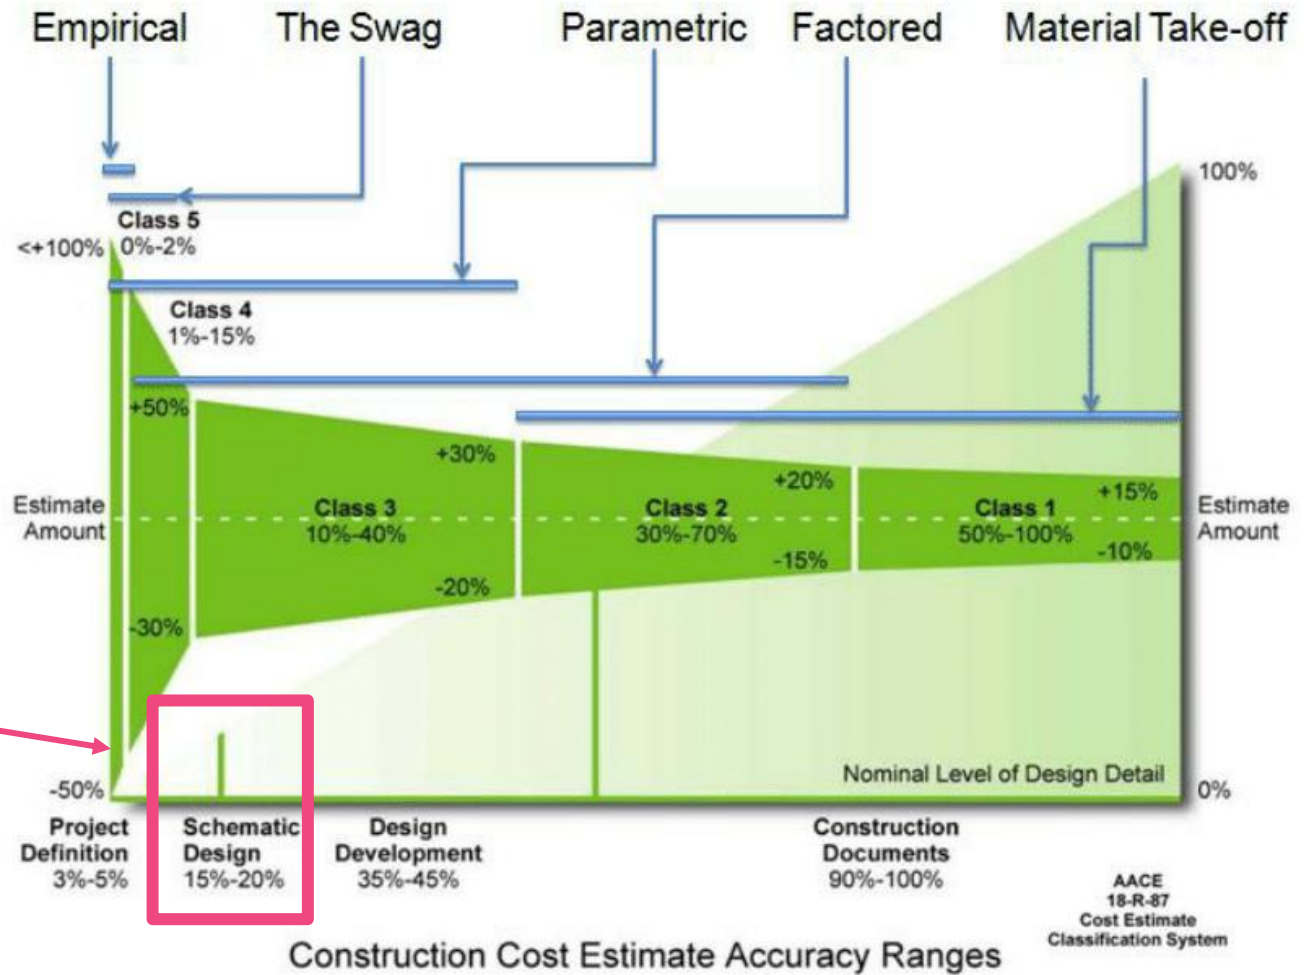 Empirical
The Swag
Parametric
Factored
Material Take-off
100%
Class 5
<+100%
0%-2%
Class 4
1%-15%
+50%
+30%
+20%
+15%
Estimate
Amount
Class 3
10%-40%
Class 2
30%-70%
Class 1
50%-100%
Estimate
Amount
-15%
-10%
-20%
-30%
Nominal Level of Design Detail
-50%
0%
Project
Definition
3%-5%
Schematic
Design
15%-20%
Design
Development
35%-45%
Construction
Documents
90%-100%
AACE
18-R-87
Cost Estimate
Classification System
Construction Cost Estimate Accuracy Ranges